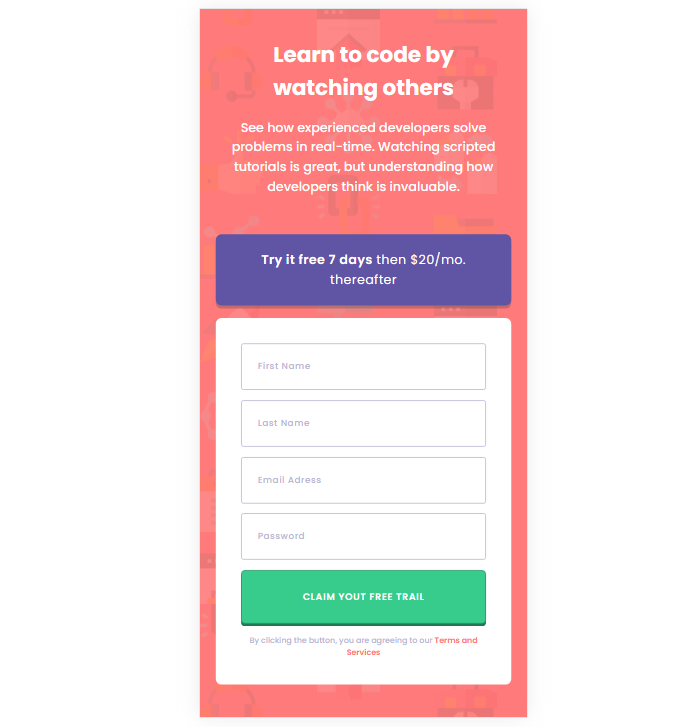 Learn to code by
watching others
See how experienced developers solve
problems in real-time. Watching scripted
tutorials is great, but understanding how
developers think is invaluable.
Try it free 7 days then $20/mo.
thereafter
First Name
Last Name
Email Adress
Password
CLAIM YOUT FREE TRAIL
By clicking the button, you are agreeing to our Terms and
Services